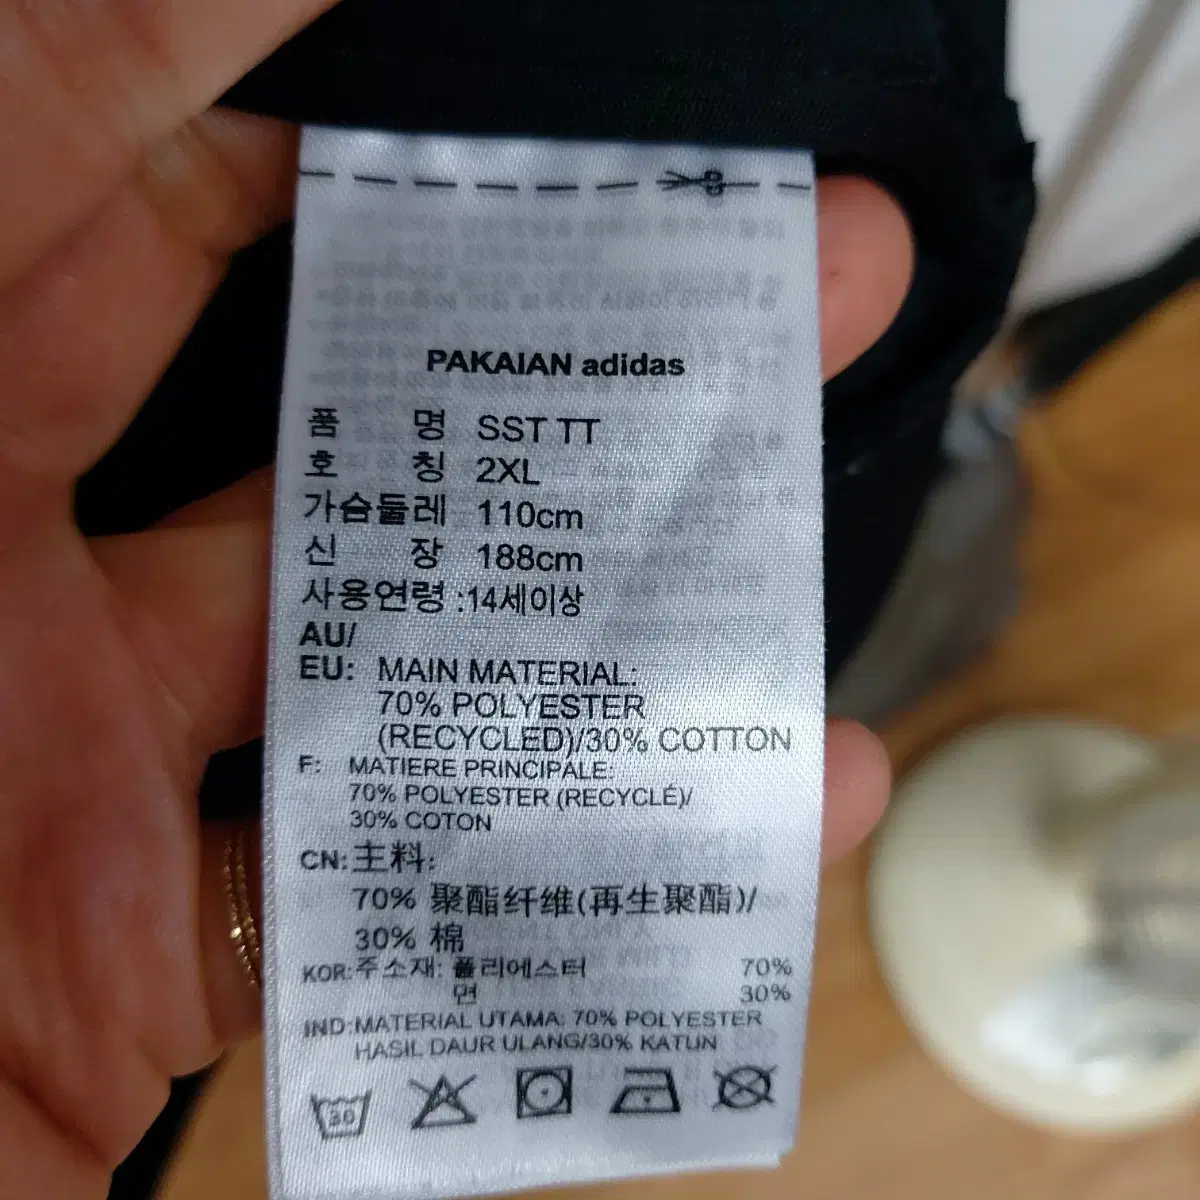 PAKAIAN adidas
품 명 SST TT
호 칭 2XL
가슴둘레 110cm
신 장 188cm
사용연령 :14세이상
AU/
EU: MAIN MATERIAL:
70% POLYESTER
(RECYCLED)/30% COTTON
F: MATIERE PRINCIPALE:
70% POLYESTER (RECYCLÉ)/
30% COTON
CN:主料:
70% 聚酯纤维(再生聚酯)/
30% 棉
KOR:주소재: 폴리에스터 70%
면 30%
IND:MATERIAL UTAMA: 70% POLYESTER
HASIL DAUR ULANG/30% KATUN
30